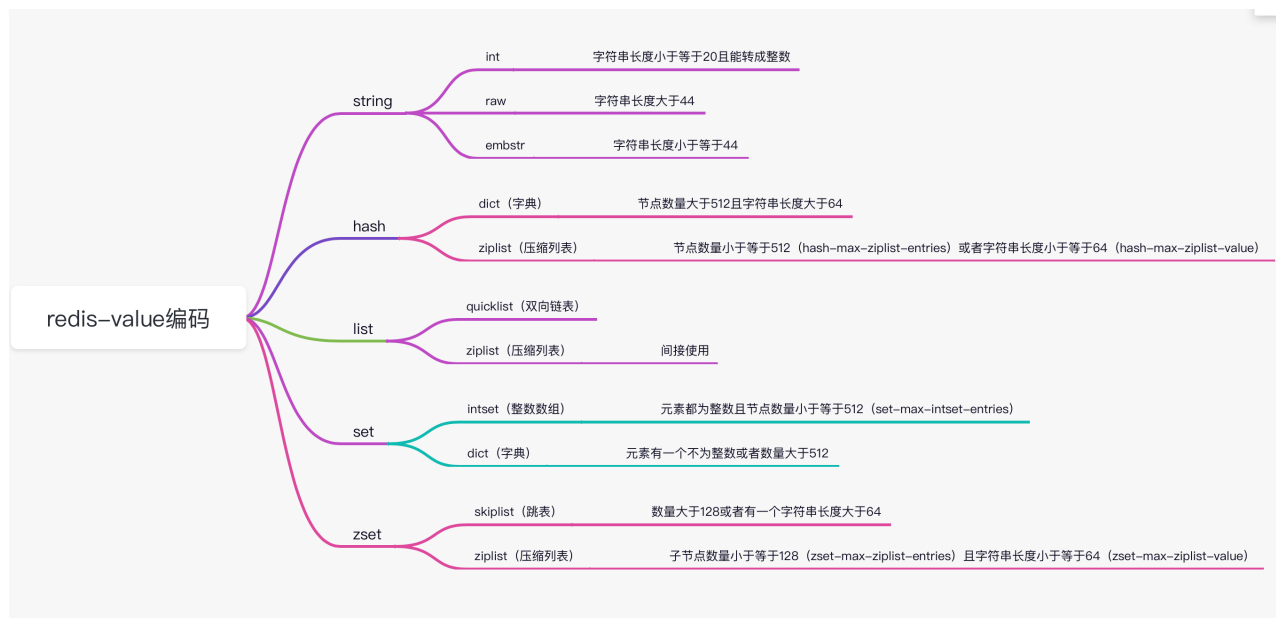 redis-value编码
string
int
字符串长度小于等于20且能转成整数
raw
字符串长度大于44
embstr
字符串长度小于等于44
hash
dict（字典）
节点数量大于512且字符串长度大于64
ziplist（压缩列表）
节点数量小于等于512（hash-max-ziplist-entries）或者字符串长度小于等于64（hash-max-ziplist-value）
list
quicklist（双向链表）
ziplist（压缩列表）
间接使用
set
intset（整数数组）
元素都为整数且节点数量小于等于512（set-max-intset-entries）
dict（字典）
元素有一个不为整数或者数量大于512
zset
skiplist（跳表）
数量大于128或者有一个字符串长度大于64
ziplist（压缩列表）
子节点数量小于等于128（zset-max-ziplist-entries）且字符串长度小于等于64（zset-max-ziplist-value）